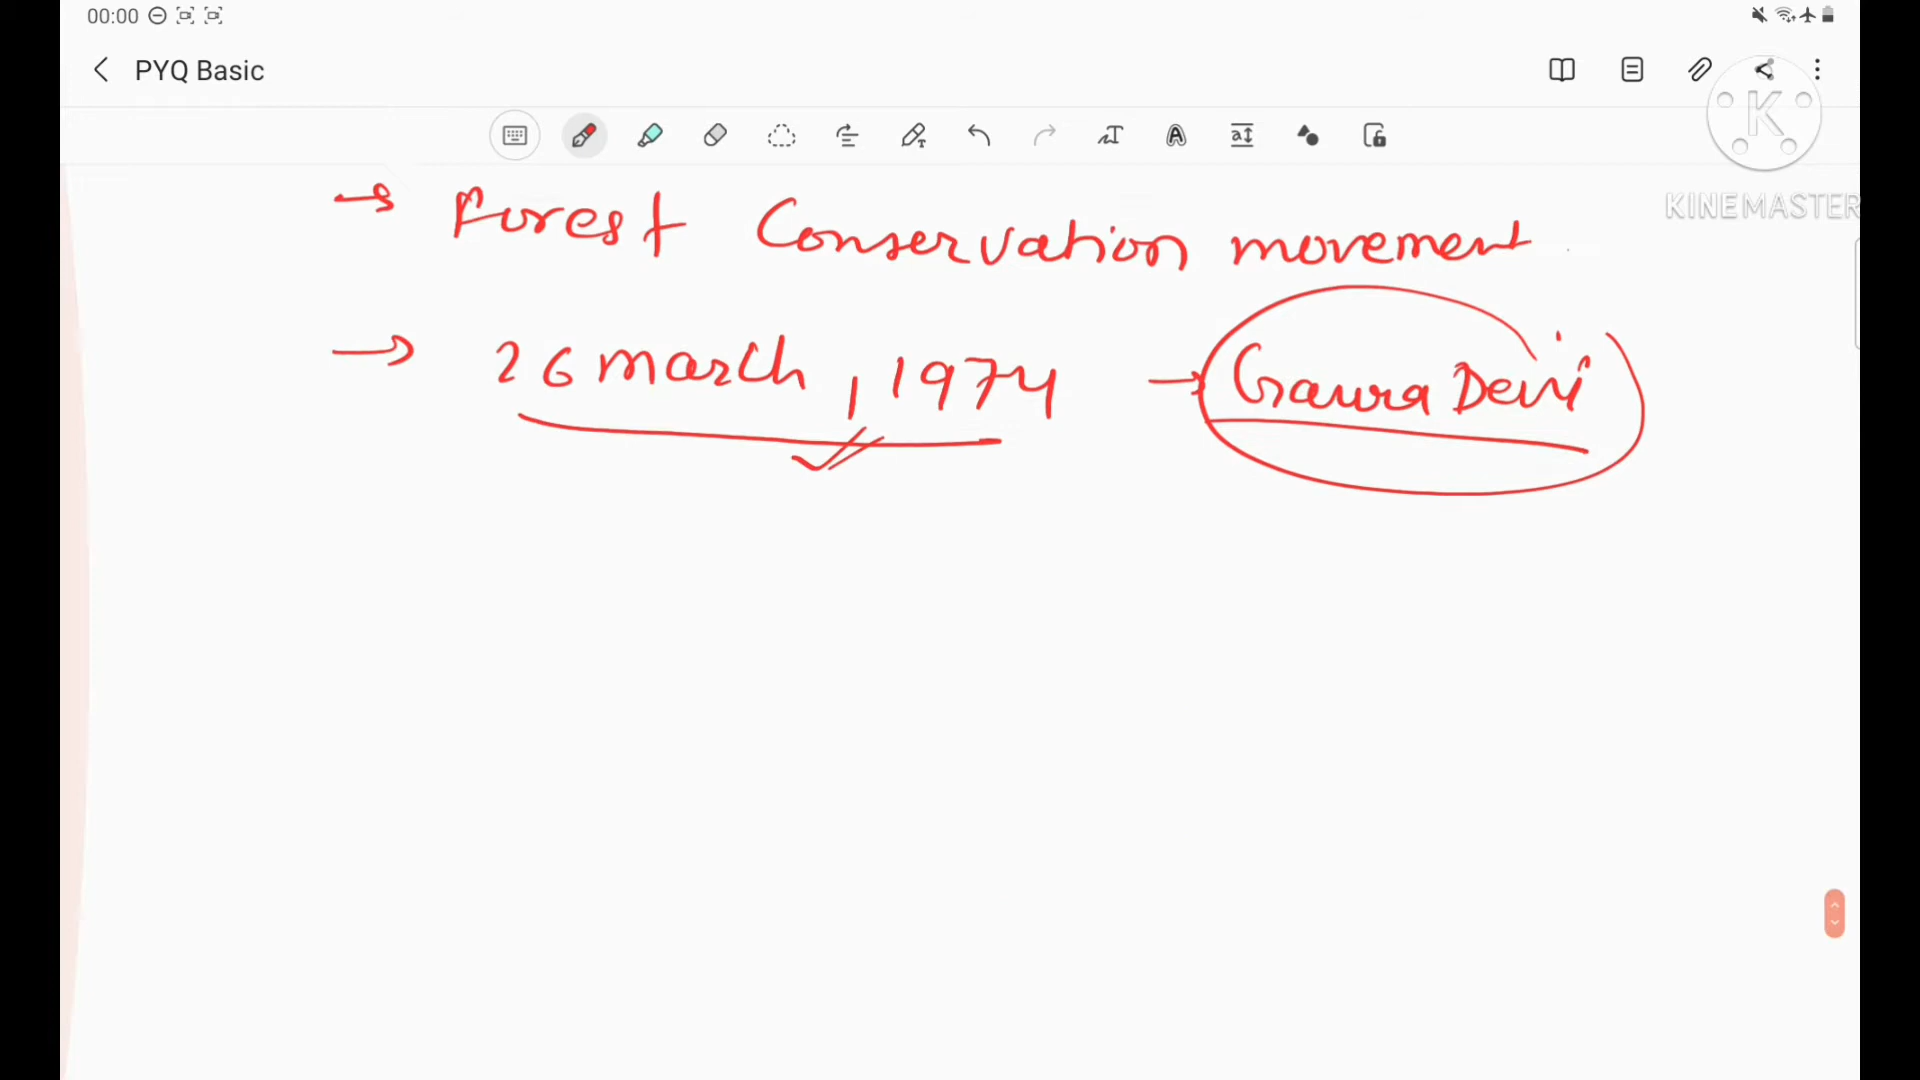 00:00
PYQ Basic
K
KINEMASTER
→ Forest Conservation movement
→ 26 march, 1974 → Gaura Devi